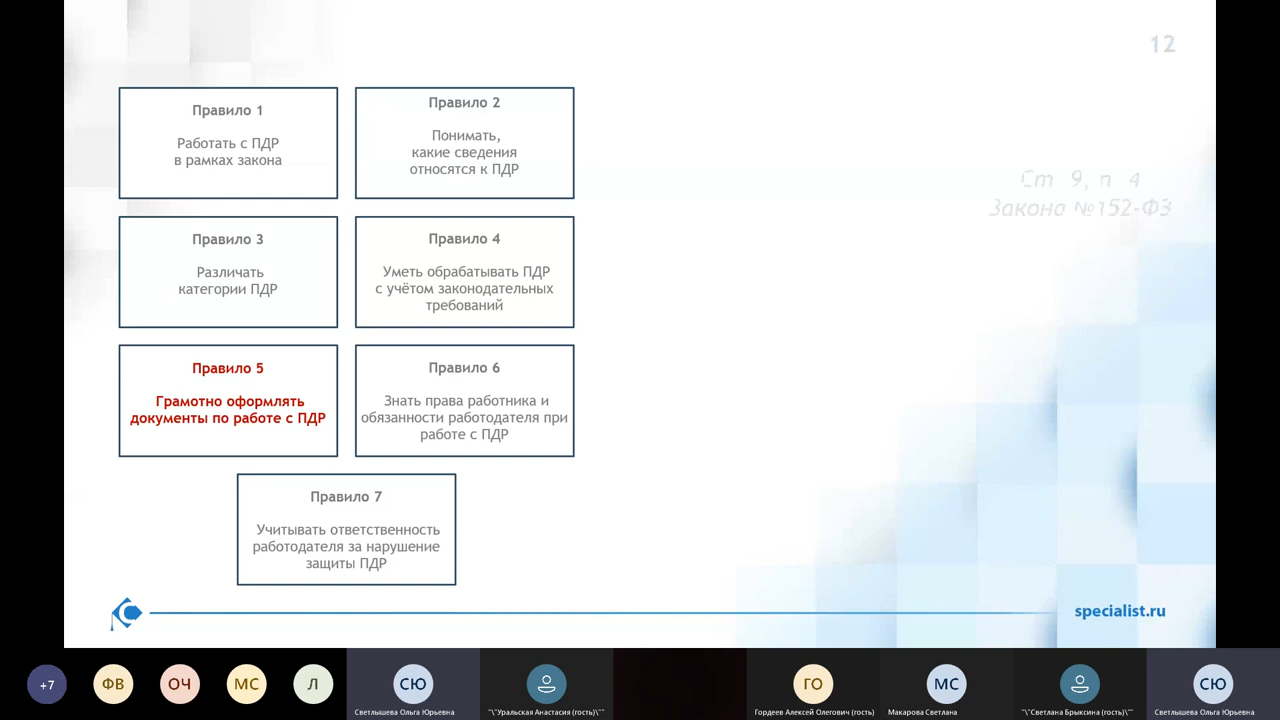 12
Правило 1
Работать с ПДР
в рамках закона
Правило 2
Понимать,
какие сведения
относятся к ПДР
Ст 9, п 4
Закона №152-ФЗ
Правило 3
Различать
категории ПДР
Правило 4
Уметь обрабатывать ПДР
с учётом законодательных
требований
Правило 5
Грамотно оформлять
документы по работе с ПДР
Правило 6
Знать права работника и
обязанности работодателя при
работе с ПДР
Правило 7
Учитывать ответственность
работодателя за нарушение
защиты ПДР
specialist.ru
+7
ФВ
ОЧ
МС
Л
СЮ
ГО
МС
СЮ
Светлышева Ольга Юрьевна
"\"Уральская Анастасия (гость)\""
Гордеев Алексей Олегович (гость)
Макарова Светлана
"\"Светлана Брыксина (гость)\""
Светлышева Ольга Юрьевна